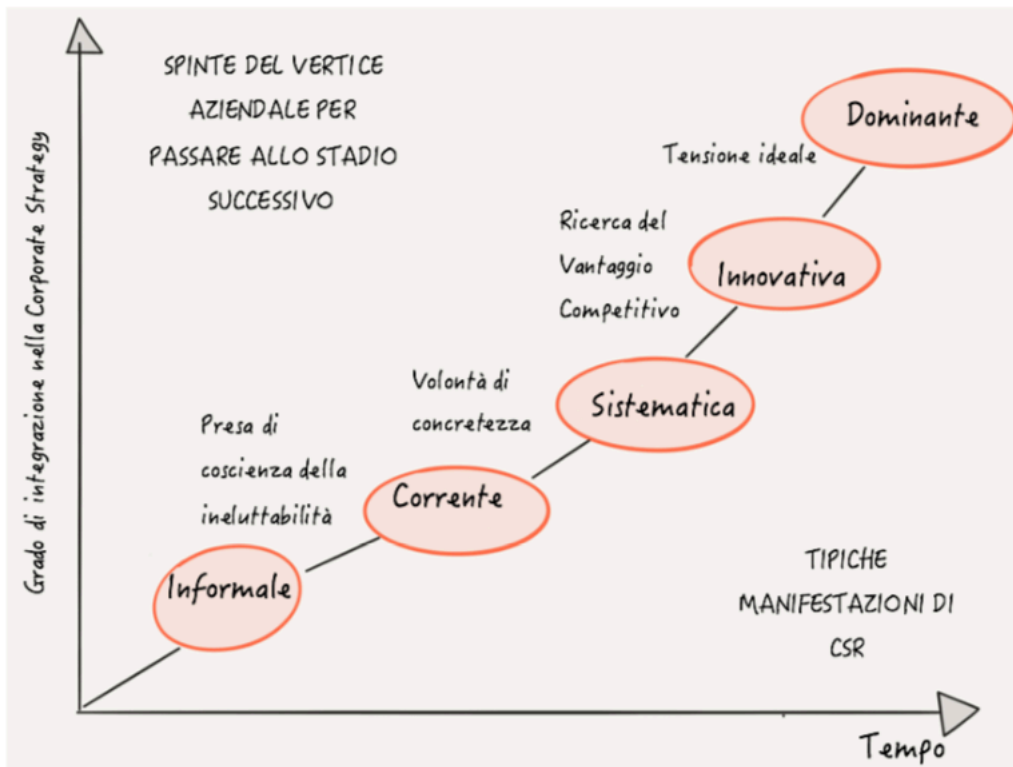 Grado di integrazione nella Corporate Strategy
SPINTE DEL VERTICE
AZIENDALE PER
PASSARE ALLO STADIO
SUCCESSIVO
Dominante
Tensione ideale
Ricerca del
Vantaggio
Competitivo
Innovativa
Volontà di
concretezza
Sistematica
Presa di
coscienza della
ineluttabilità
Corrente
Informale
TIPICHE
MANIFESTAZIONI DI
CSR
Tempo